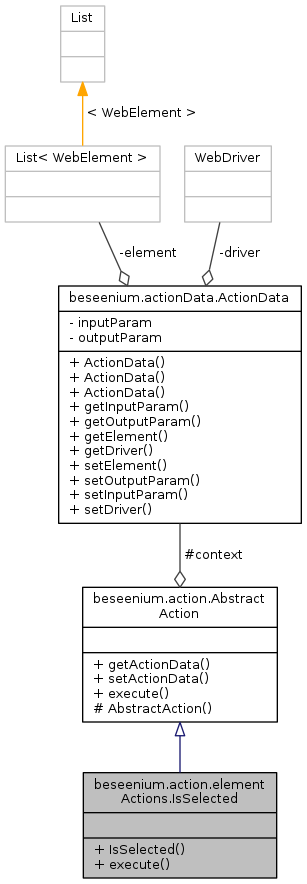 List
< WebElement >
List< WebElement >
WebDriver
-element
-driver
beseenium.actionData.ActionData
- inputParam
- outputParam
+ ActionData()
+ ActionData()
+ ActionData()
+ getInputParam()
+ getOutputParam()
+ getElement()
+ getDriver()
+ setElement()
+ setOutputParam()
+ setInputParam()
+ setDriver()
#context
beseenium.action.Abstract
Action
+ getActionData()
+ setActionData()
+ execute()
# AbstractAction()
beseenium.action.element
Actions.IsSelected
+ IsSelected()
+ execute()